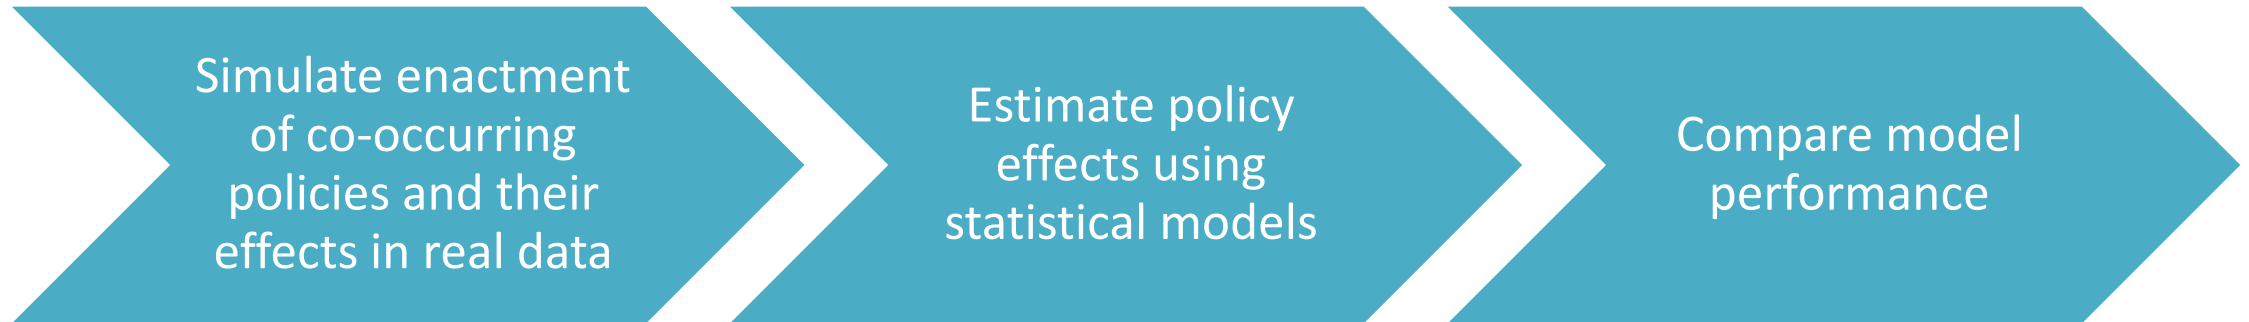 Simulate enactment
of co-occurring
policies and their
effects in real data
Estimate policy
effects using
statistical models
Compare model
performance